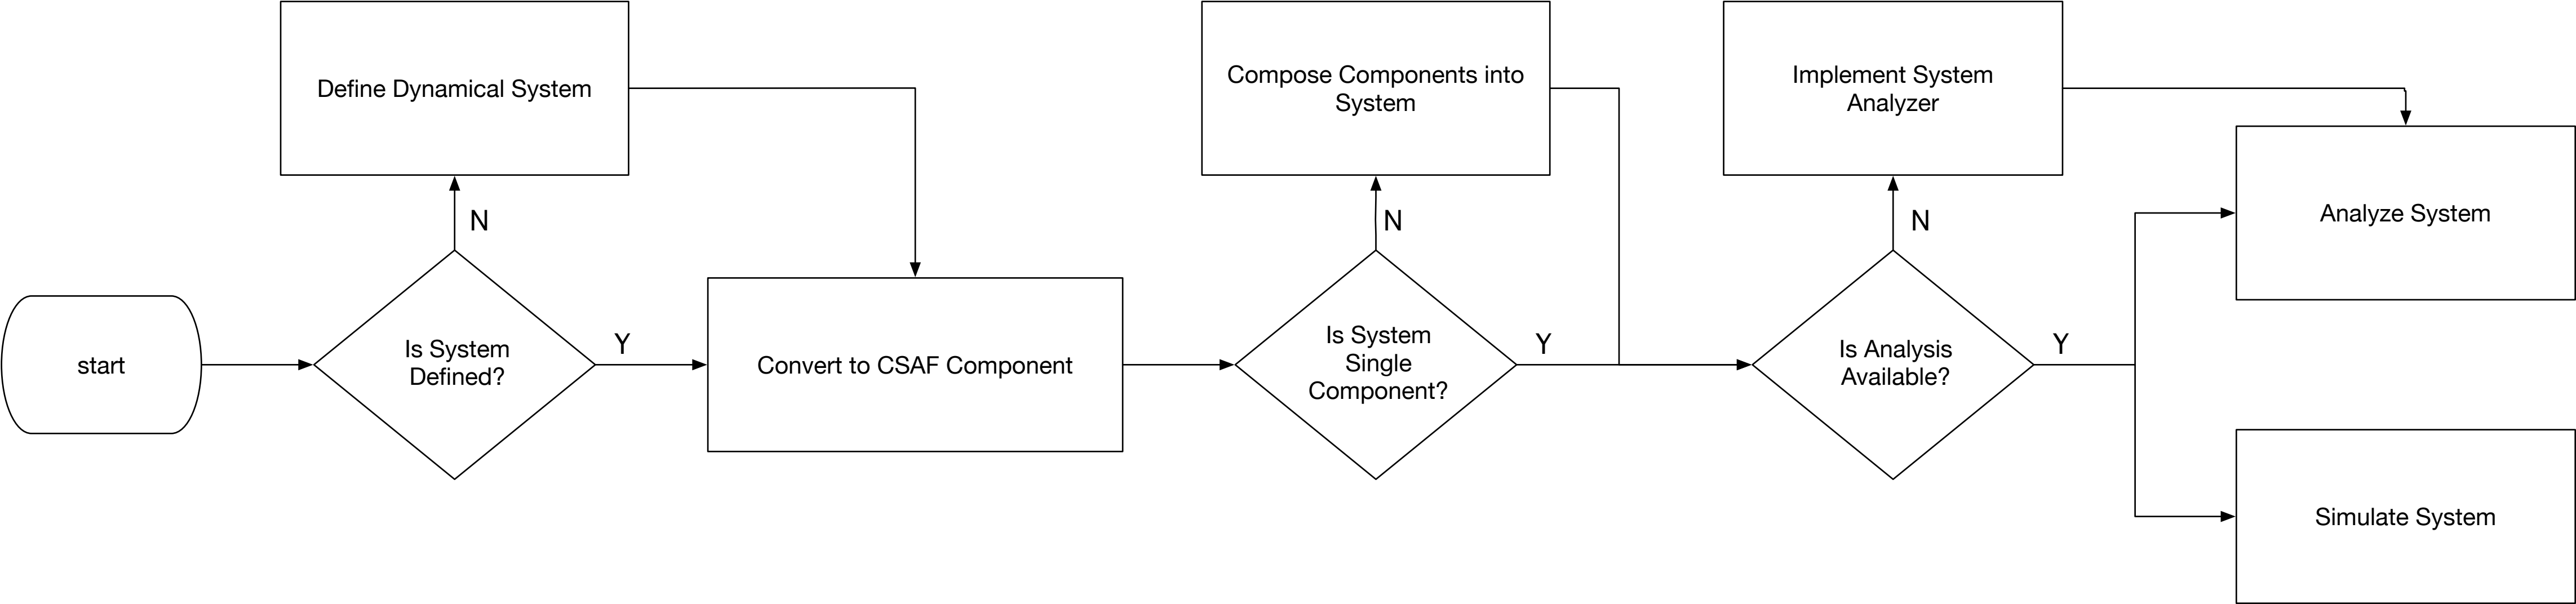 Define Dynamical System
Compose Components into
System
Implement System
Analyzer
Analyze System
N
N
N
start
Is System
Defined?
Y
Convert to CSAF Component
Is System
Single
Component?
Y
Is Analysis
Available?
Y
Simulate System